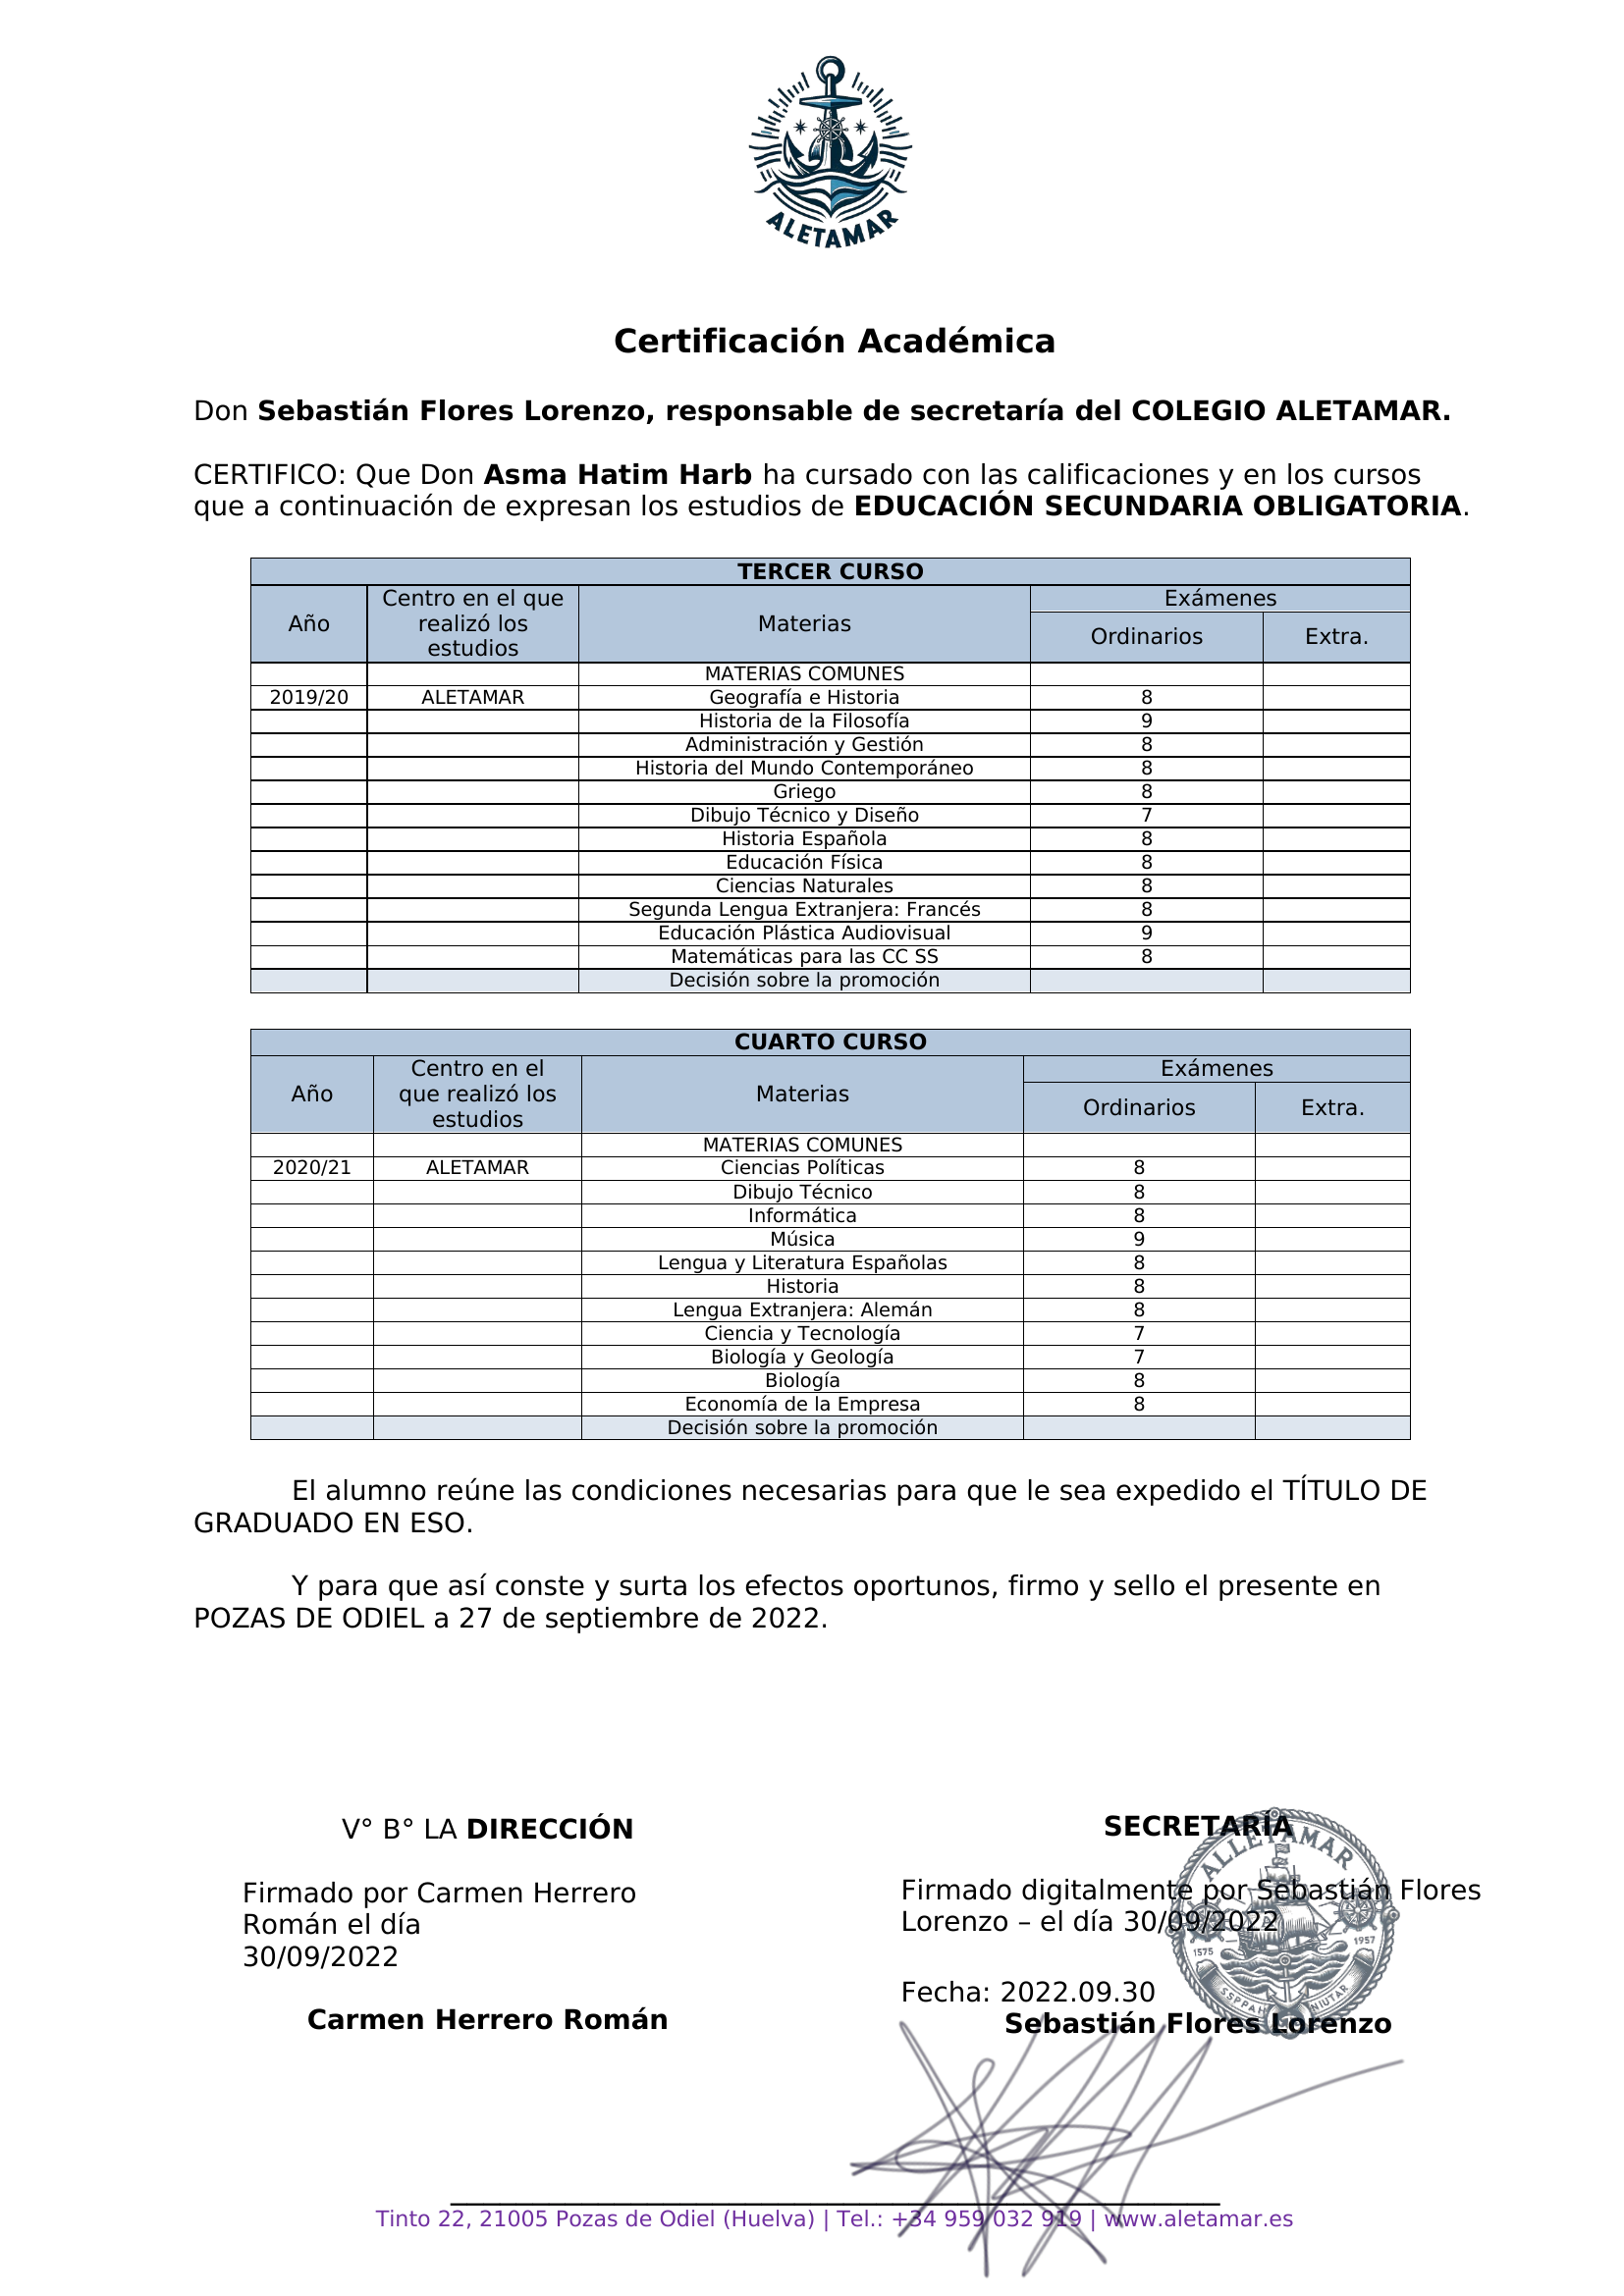 ALETAMAR
Certificación Académica
Don Sebastián Flores Lorenzo, responsable de secretaría del COLEGIO ALETAMAR.
CERTIFICO: Que Don Asma Hatim Harb ha cursado con las calificaciones y en los cursos
que a continuación de expresan los estudios de EDUCACIÓN SECUNDARIA OBLIGATORIA.
TERCER CURSO
Año Centro en el que realizó los estudios Materias Exámenes
Ordinarios Extra.
MATERIAS COMUNES
2019/20 ALETAMAR Geografía e Historia 8
Historia de la Filosofía 9
Administración y Gestión 8
Historia del Mundo Contemporáneo 8
Griego 8
Dibujo Técnico y Diseño 7
Historia Española 8
Educación Física 8
Ciencias Naturales 8
Segunda Lengua Extranjera: Francés 8
Educación Plástica Audiovisual 9
Matemáticas para las CC SS 8
Decisión sobre la promoción
CUARTO CURSO
Año Centro en el que realizó los estudios Materias Exámenes
Ordinarios Extra.
MATERIAS COMUNES
2020/21 ALETAMAR Ciencias Políticas 8
Dibujo Técnico 8
Informática 8
Música 9
Lengua y Literatura Españolas 8
Historia 8
Lengua Extranjera: Alemán 8
Ciencia y Tecnología 7
Biología y Geología 7
Biología 8
Economía de la Empresa 8
Decisión sobre la promoción
El alumno reúne las condiciones necesarias para que le sea expedido el TÍTULO DE
GRADUADO EN ESO.
Y para que así conste y surta los efectos oportunos, firmo y sello el presente en
POZAS DE ODIEL a 27 de septiembre de 2022.
V° B° LA DIRECCIÓN
Firmado por Carmen Herrero
Román el día
30/09/2022
Carmen Herrero Román
SECRETARÍA
Firmado digitalmente por Sebastián Flores
Lorenzo – el día 30/09/2022
Fecha: 2022.09.30
Sebastián Flores Lorenzo
ALLETAMAR
1575 1957
SSPPAH NIUTAR
Tinto 22, 21005 Pozas de Odiel (Huelva) | Tel.: +34 959 032 919 | www.aletamar.es